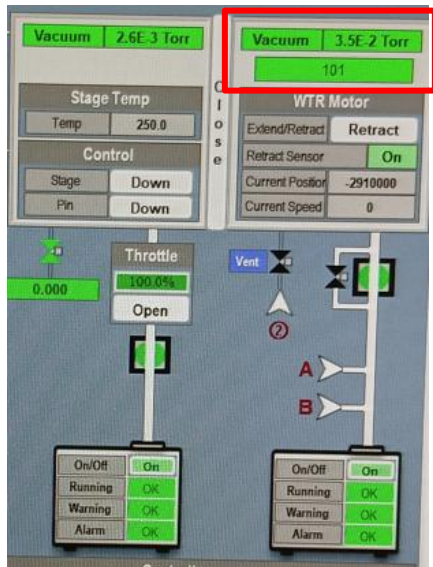 Vacuum 2.6E-3 Torr
Stage Temp
Temp 250.0
Control
Stage Down
Pin Down
Close
Vacuum 3.5E-2 Torr
101
WTR Motor
Extend/Retract Retract
Retract Sensor On
Current Position -2910000
Current Speed 0
0.000
Throttle
100.0%
Open
Vent
②
A
B
On/Off On
Running OK
Warning OK
Alarm OK
On/Off On
Running OK
Warning OK
Alarm OK